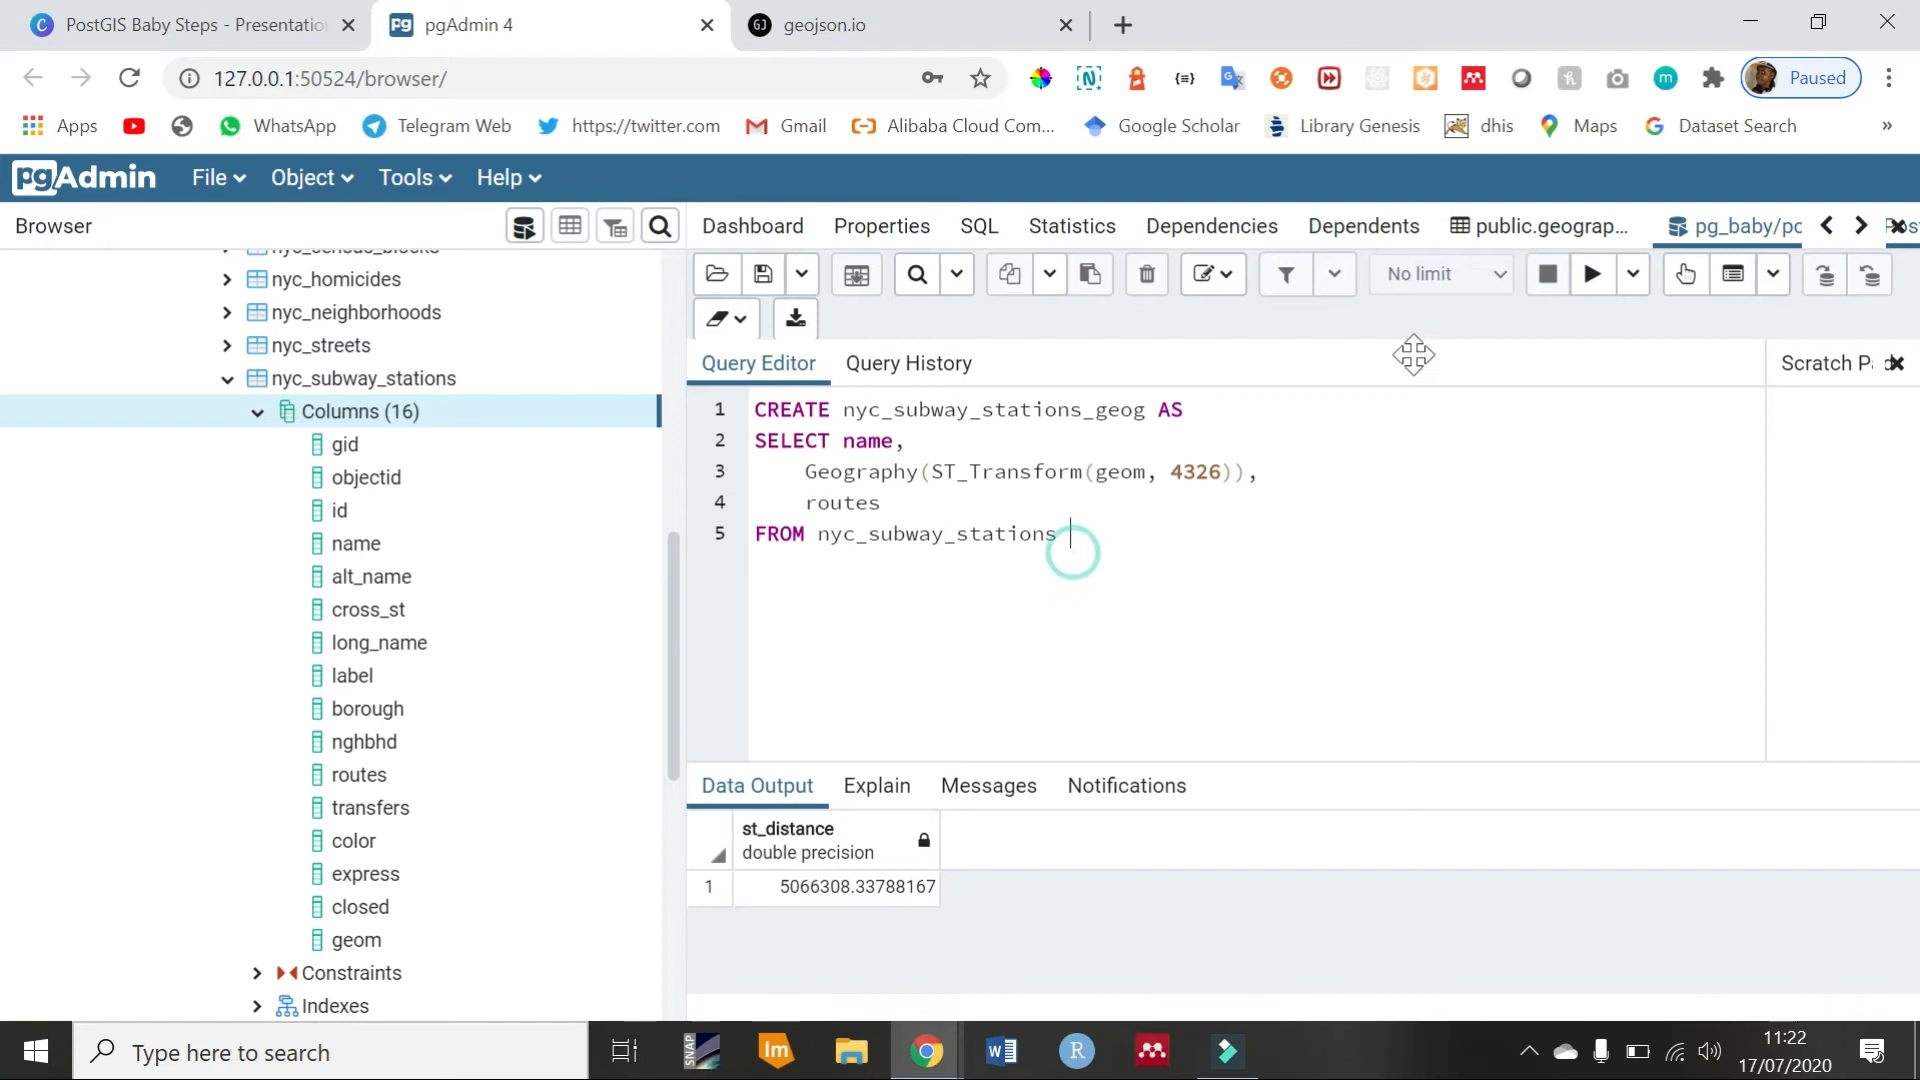 PostGIS Baby Steps - Presentatio
pgAdmin 4
geojson.io
127.0.0.1:50524/browser/
Paused
Apps
WhatsApp
Telegram Web
https://twitter.com
Gmail
Alibaba Cloud Com...
Google Scholar
Library Genesis
dhis
Maps
Dataset Search
»
pgAdmin
File
Object
Tools
Help
Browser
Dashboard
Properties
SQL
Statistics
Dependencies
Dependents
public.geograp...
pg_baby/po
nyc_census_blocks
nyc_homicides
nyc_neighborhoods
nyc_streets
nyc_subway_stations
Columns (16)
gid
objectid
id
name
alt_name
cross_st
long_name
label
borough
nghbhd
routes
transfers
color
express
closed
geom
Constraints
Indexes
No limit
Query Editor
Query History
Scratch P
1 CREATE nyc_subway_stations_geog AS
2 SELECT name,
3 Geography(ST_Transform(geom, 4326)),
4 routes
5 FROM nyc_subway_stations
Data Output
Explain
Messages
Notifications
st_distance
double precision
1 5066308.33788167
Type here to search
SNAP
Im
W
R
11:22
17/07/2020